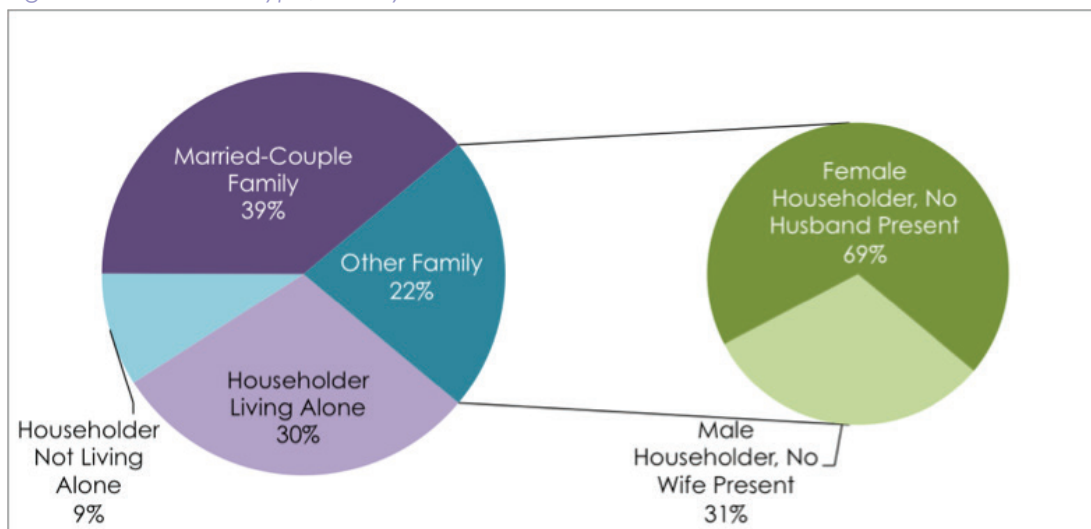 Married-Couple
Family
39%
Other Family
22%
Householder
Living Alone
30%
Householder
Not Living
Alone
9%
Female
Householder, No
Husband Present
69%
Male
Householder, No
Wife Present
31%